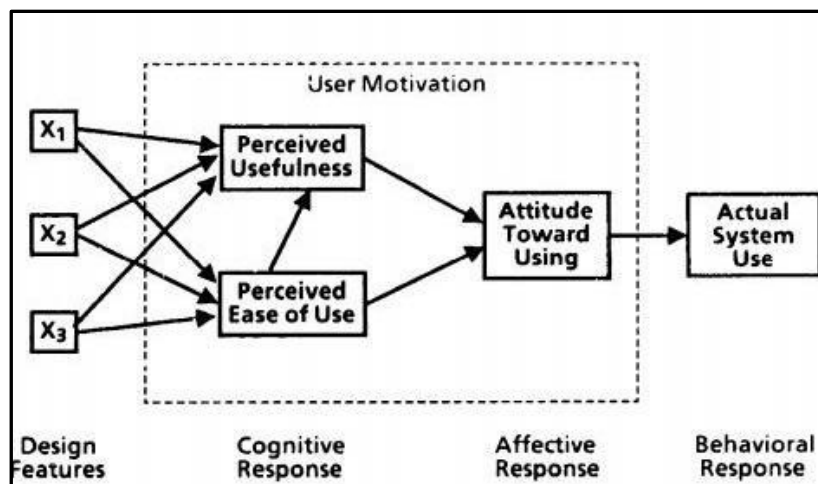 User Motivation
X1
X2
X3
Perceived
Usefulness
Perceived
Ease of Use
Attitude
Toward
Using
Actual
System
Use
Design
Features
Cognitive
Response
Affective
Response
Behavioral
Response